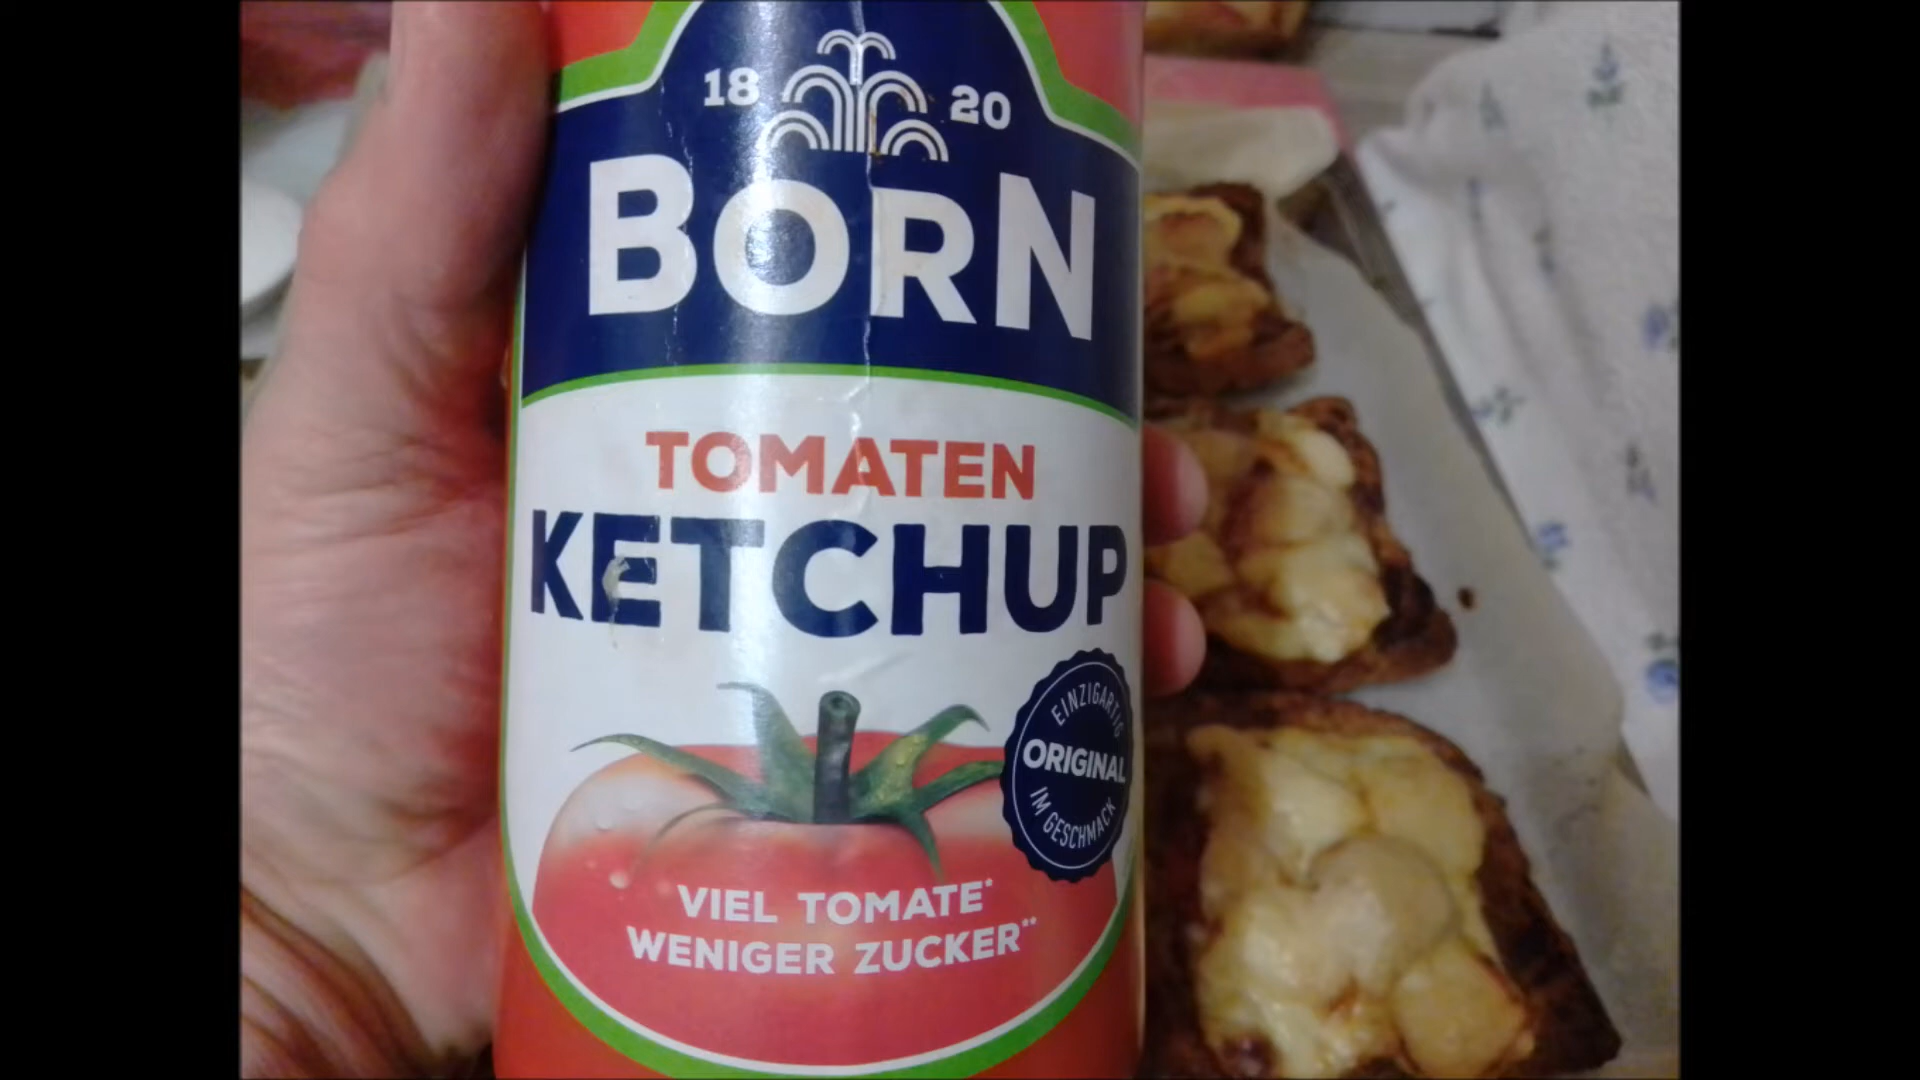 18 20
BORN
TOMATEN
KETCHUP
EINZIGARTIG
ORIGINAL
IM GESCHMACK
VIEL TOMATE*
WENIGER ZUCKER**